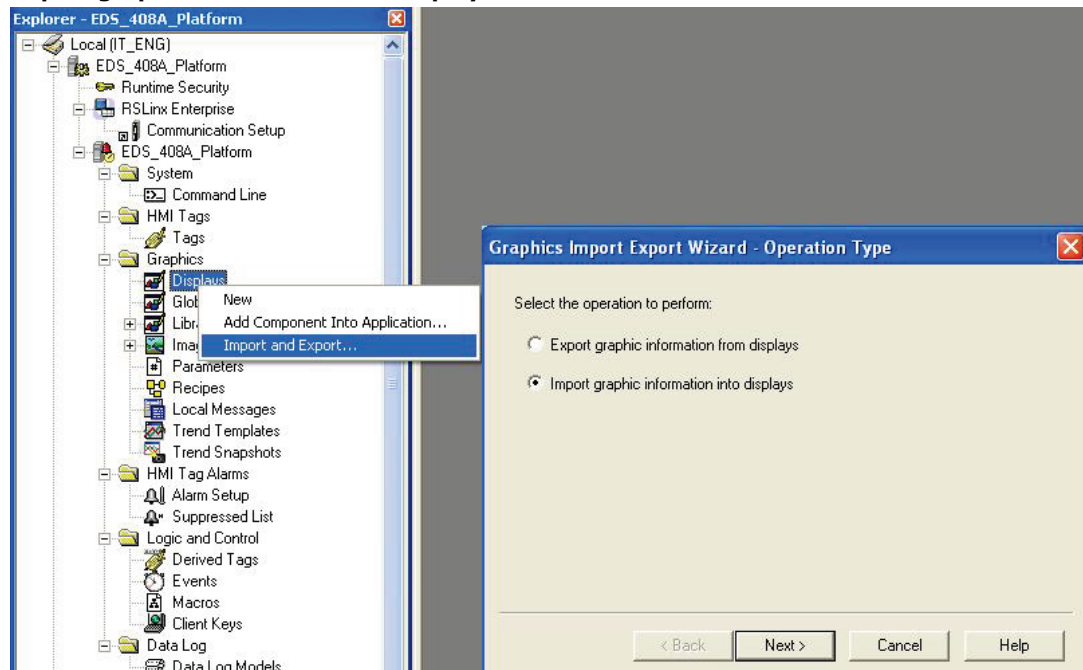 Explorer - EDS_408A_Platform
Local (IT_ENG)
EDS_408A_Platform
Runtime Security
RSLinx Enterprise
Communication Setup
EDS_408A_Platform
System
Command Line
HMI Tags
Tags
Graphics
Displays
Glob
Libr
Ima
Parameters
Recipes
Local Messages
Trend Templates
Trend Snapshots
HMI Tag Alarms
Alarm Setup
Suppressed List
Logic and Control
Derived Tags
Events
Macros
Client Keys
Data Log
Data Log Models
New
Add Component Into Application...
Import and Export...
Graphics Import Export Wizard - Operation Type
Select the operation to perform:
Export graphic information from displays
Import graphic information into displays
< Back Next > Cancel Help